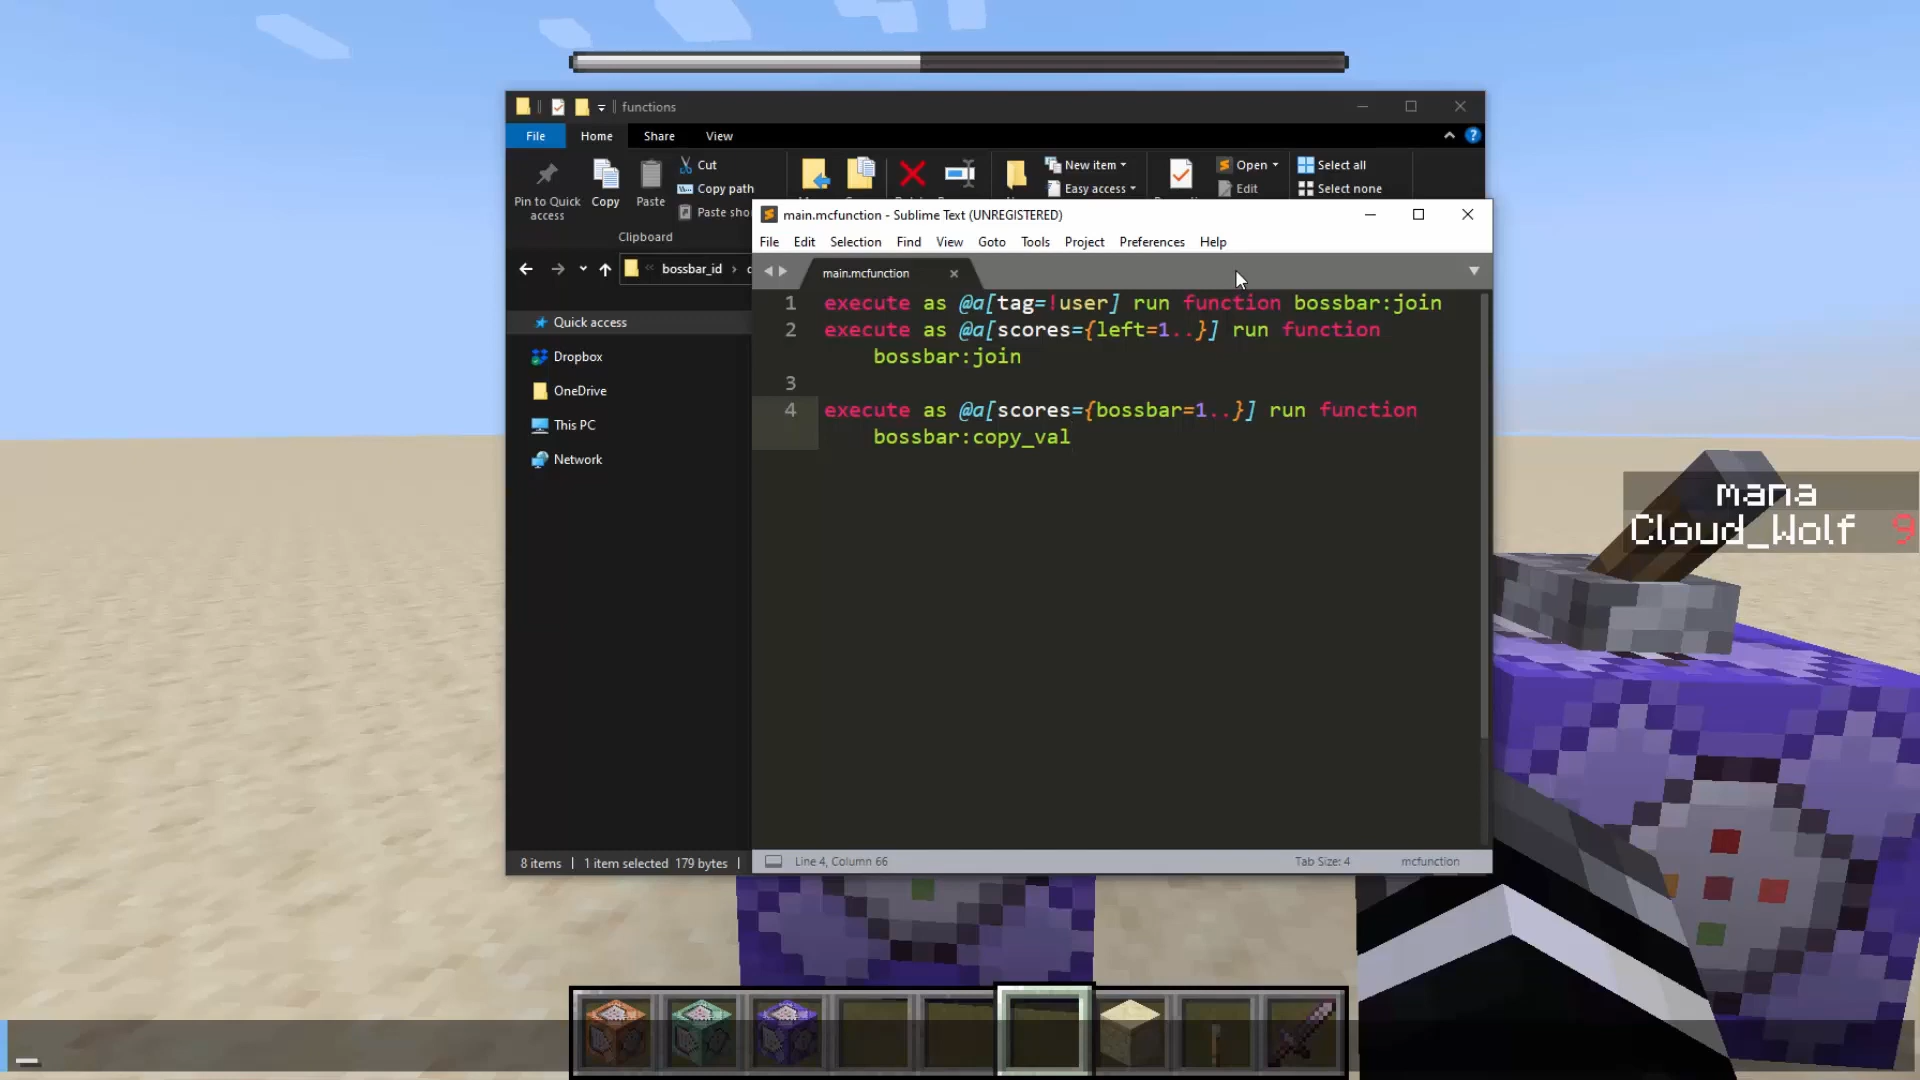 functions
File Home Share View
Pin to Quick access
Copy
Paste
Cut
Copy path
Paste sho
New item
Easy access
Open
Edit
Select all
Select none
Clipboard
bossbar_id
Quick access
Dropbox
OneDrive
This PC
Network
8 items 1 item selected 179 bytes
main.mcfunction - Sublime Text (UNREGISTERED)
File Edit Selection Find View Goto Tools Project Preferences Help
main.mcfunction
1 execute as @a[tag=!user] run function bossbar:join
2 execute as @a[scores={left=1..}] run function
bossbar:join
3
4 execute as @a[scores={bossbar=1..}] run function
bossbar:copy_val
Line 4, Column 66 Tab Size: 4 mcfunction
mana
Cloud_Wolf 9